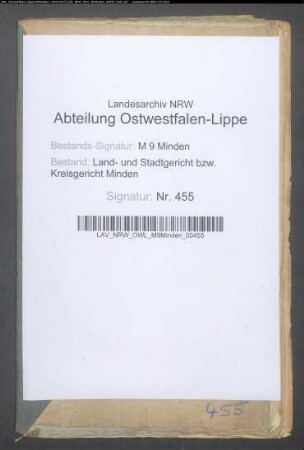 Landesarchiv NRW
Abteilung Ostwestfalen-Lippe
Bestands-Signatur: M 9 Minden
Bestand: Land- und Stadtgericht bzw.
Kreisgericht Minden
Signatur: Nr. 455
LAV_NRW_OWL_M9Minden_00455
455